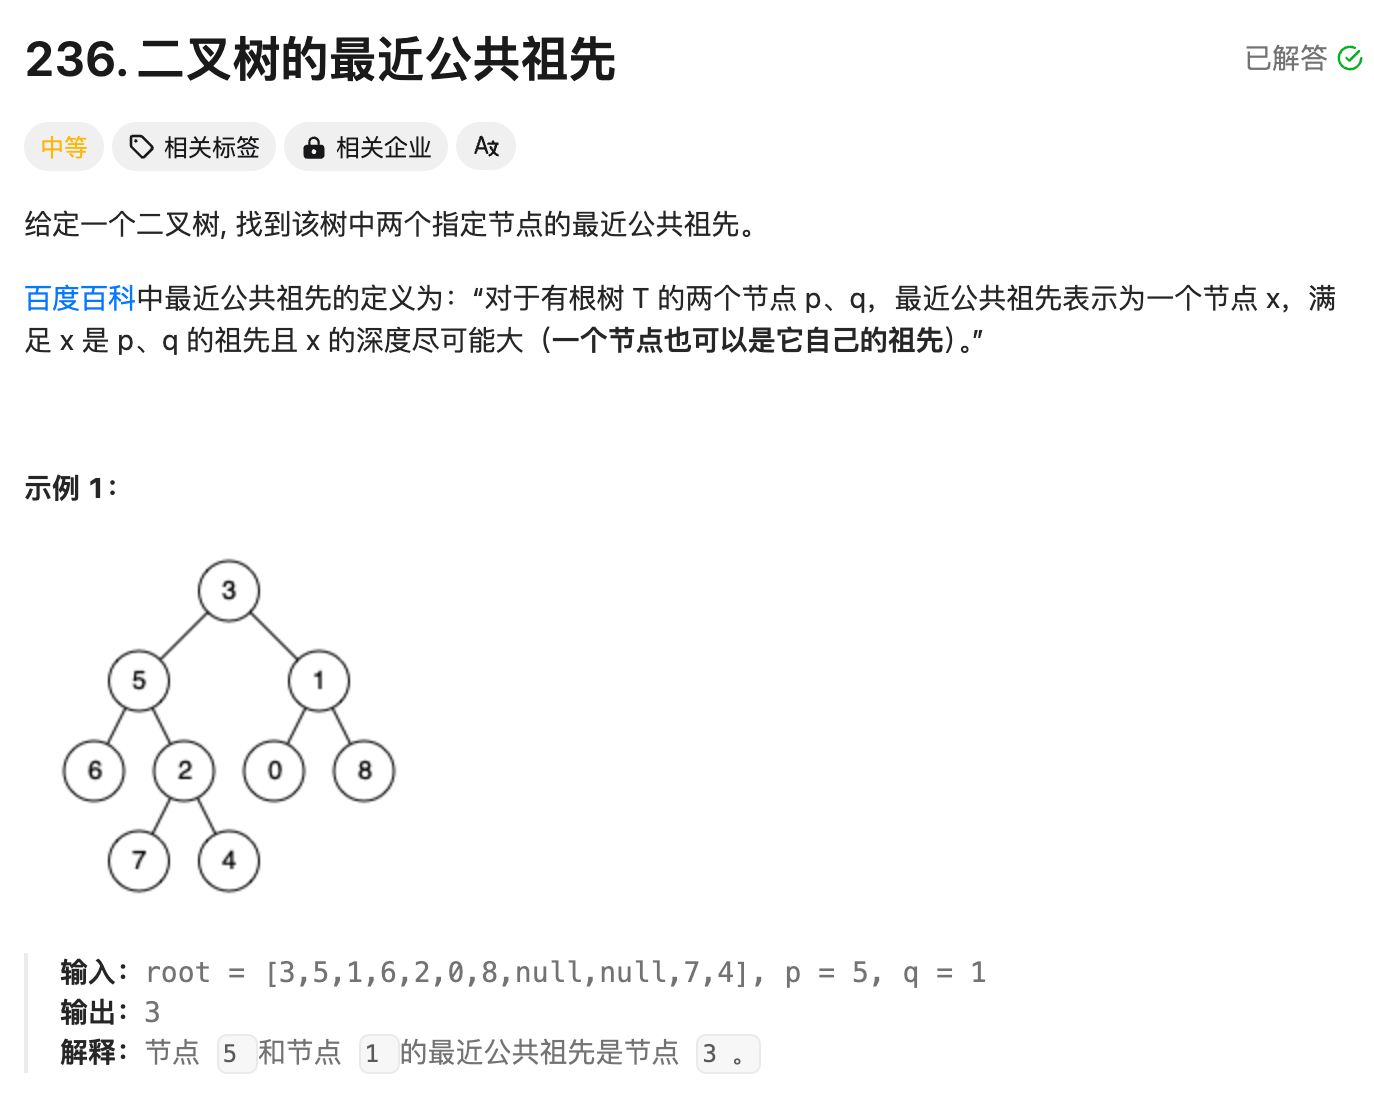 236. 二叉树的最近公共祖先
已解答
中等 相关标签 相关企业
给定一个二叉树, 找到该树中两个指定节点的最近公共祖先。
百度百科中最近公共祖先的定义为：“对于有根树 T 的两个节点 p、q，最近公共祖先表示为一个节点 x，满
足 x 是 p、q 的祖先且 x 的深度尽可能大（一个节点也可以是它自己的祖先）。”
示例 1：
3
5 1
6 2 0 8
7 4
输入：root = [3,5,1,6,2,0,8,null,null,7,4], p = 5, q = 1
输出：3
解释：节点 5 和节点 1 的最近公共祖先是节点 3 。